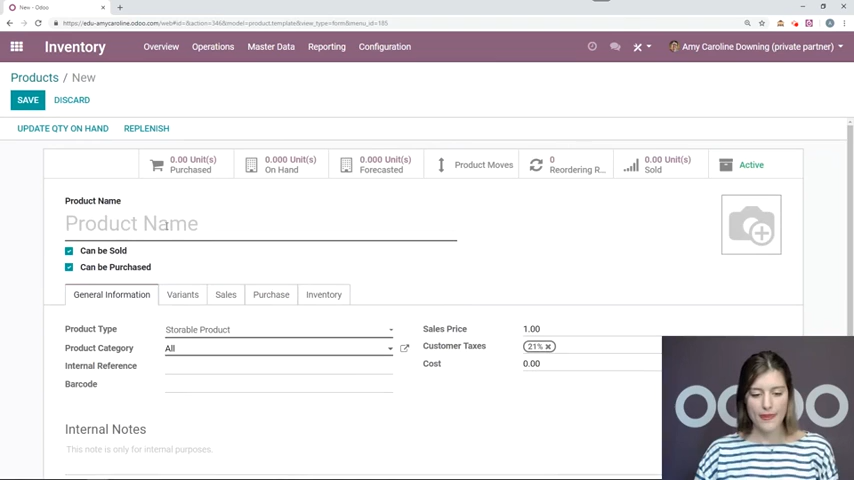 New - Odoo
https://edu-amycaroline.odoo.com/web#id=&action=346&model=product.template&view_type=form&menu_id=185
Inventory Overview Operations Master Data Reporting Configuration Amy Caroline Downing (private partner)
Products / New
SAVE DISCARD
UPDATE QTY ON HAND REPLENISH
0.00 Unit(s) Purchased
0.000 Unit(s) On Hand
0.000 Unit(s) Forecasted
Product Moves
0 Reordering R...
0.00 Unit(s) Sold
Active
Product Name
Product Name
Can be Sold
Can be Purchased
General Information Variants Sales Purchase Inventory
Product Type Storable Product
Product Category All
Internal Reference
Barcode
Sales Price 1.00
Customer Taxes 21%
Cost 0.00
Internal Notes
This note is only for internal purposes.
odoo